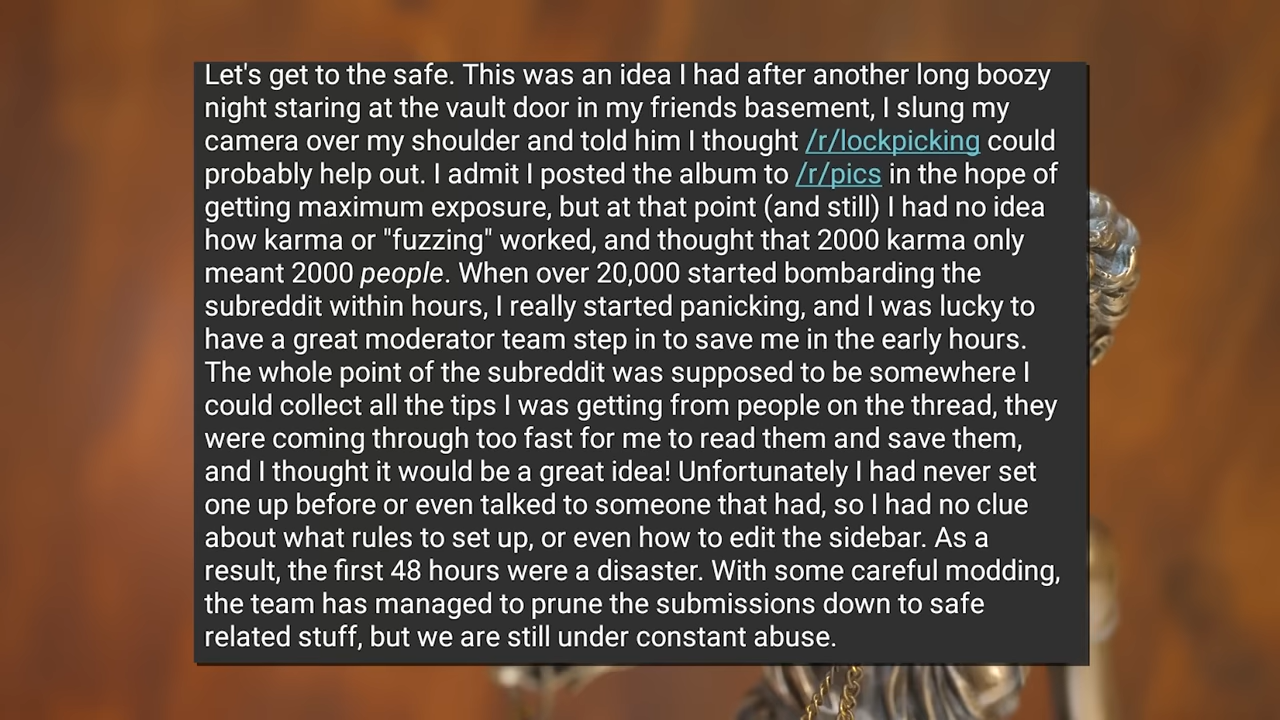 Let's get to the safe. This was an idea I had after another long boozy
night staring at the vault door in my friends basement, I slung my
camera over my shoulder and told him I thought /r/lockpicking could
probably help out. I admit I posted the album to /r/pics in the hope of
getting maximum exposure, but at that point (and still) I had no idea
how karma or "fuzzing" worked, and thought that 2000 karma only
meant 2000 people. When over 20,000 started bombarding the
subreddit within hours, I really started panicking, and I was lucky to
have a great moderator team step in to save me in the early hours.
The whole point of the subreddit was supposed to be somewhere I
could collect all the tips I was getting from people on the thread, they
were coming through too fast for me to read them and save them,
and I thought it would be a great idea! Unfortunately I had never set
one up before or even talked to someone that had, so I had no clue
about what rules to set up, or even how to edit the sidebar. As a
result, the first 48 hours were a disaster. With some careful modding,
the team has managed to prune the submissions down to safe
related stuff, but we are still under constant abuse.